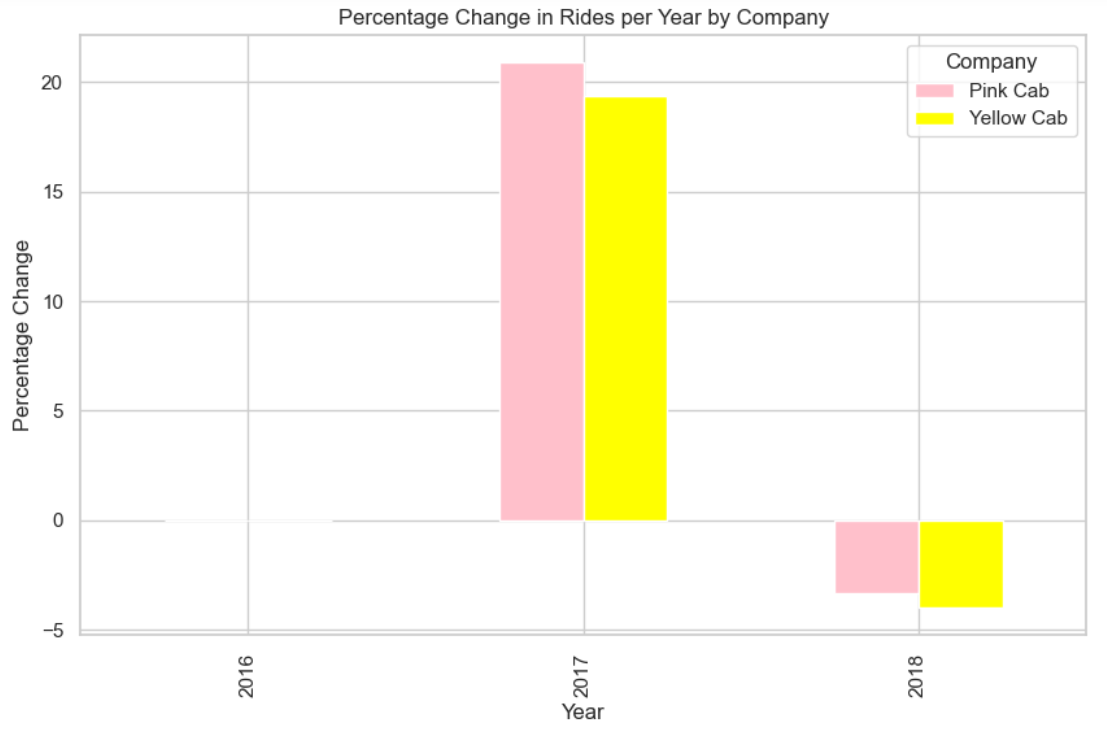 Percentage Change in Rides per Year by Company
Company
Pink Cab
Yellow Cab
Percentage Change
20
15
10
5
0
−5
2016
2017
2018
Year